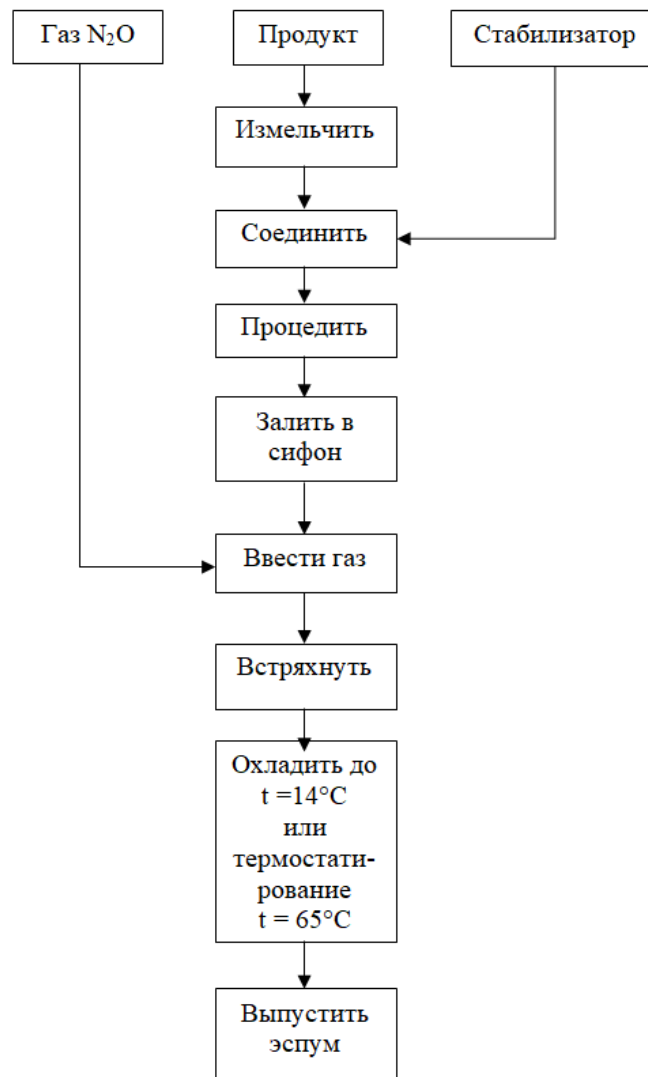 Газ N₂O
Продукт
Стабилизатор
Измельчить
Соединить
Процедить
Залить в
сифон
Ввести газ
Встряхнуть
Охладить до
t =14°C
или
термостати-
рование
t = 65°C
Выпустить
эспум